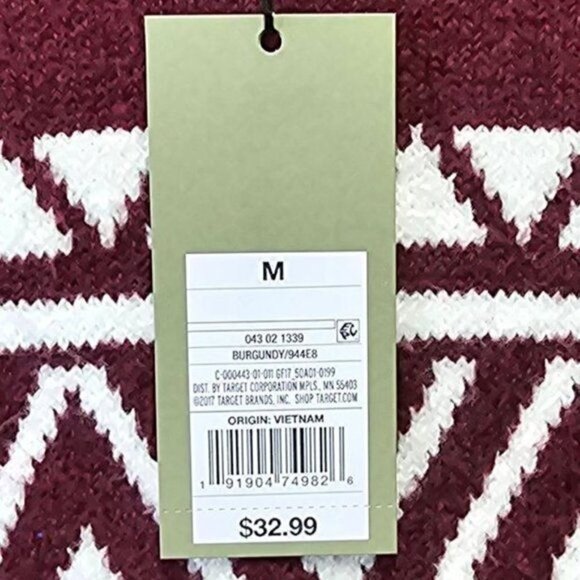 M
043 02 1339
BURGUNDY/944E8
C-000443-01-011 GF17_50A01-0199
DIST. BY TARGET CORPORATION MPLS., MN 55403
©2017 TARGET BRANDS, INC. SHOP TARGET.COM
ORIGIN: VIETNAM
1 91904 74982 6
$32.99